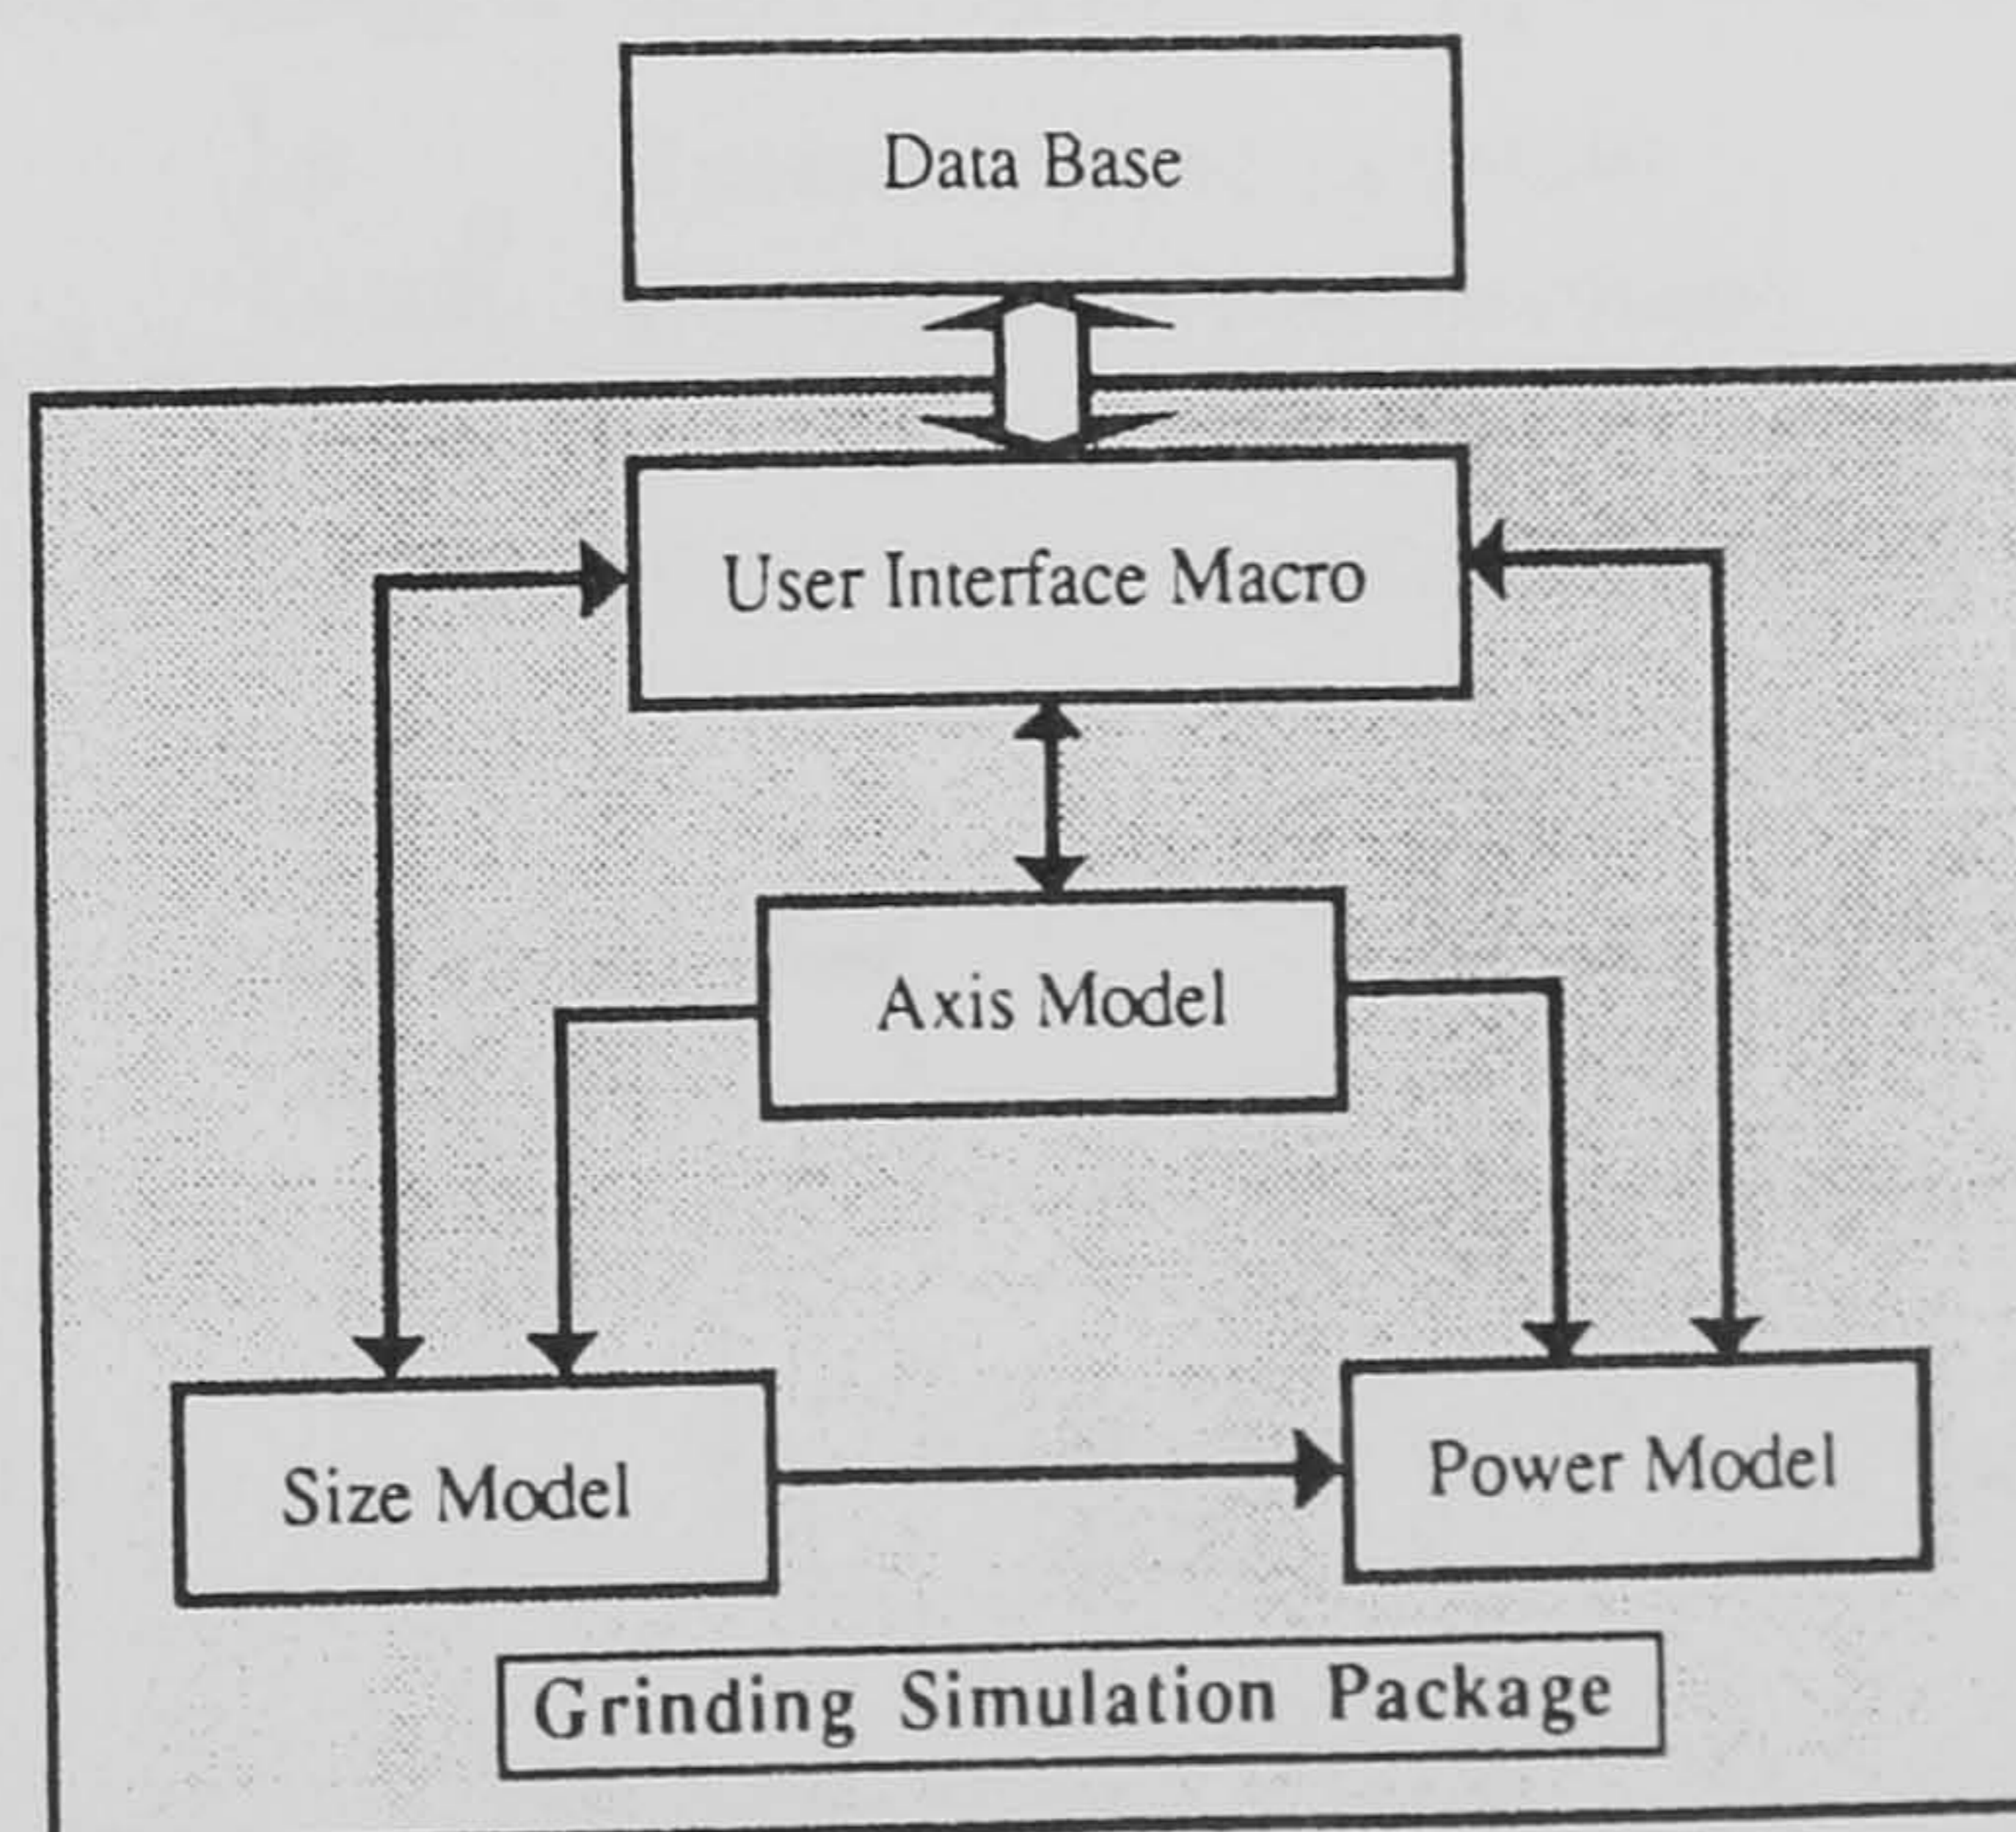 Data Base
User Interface Macro
Axis Model
Size Model
Power Model
Grinding Simulation Package